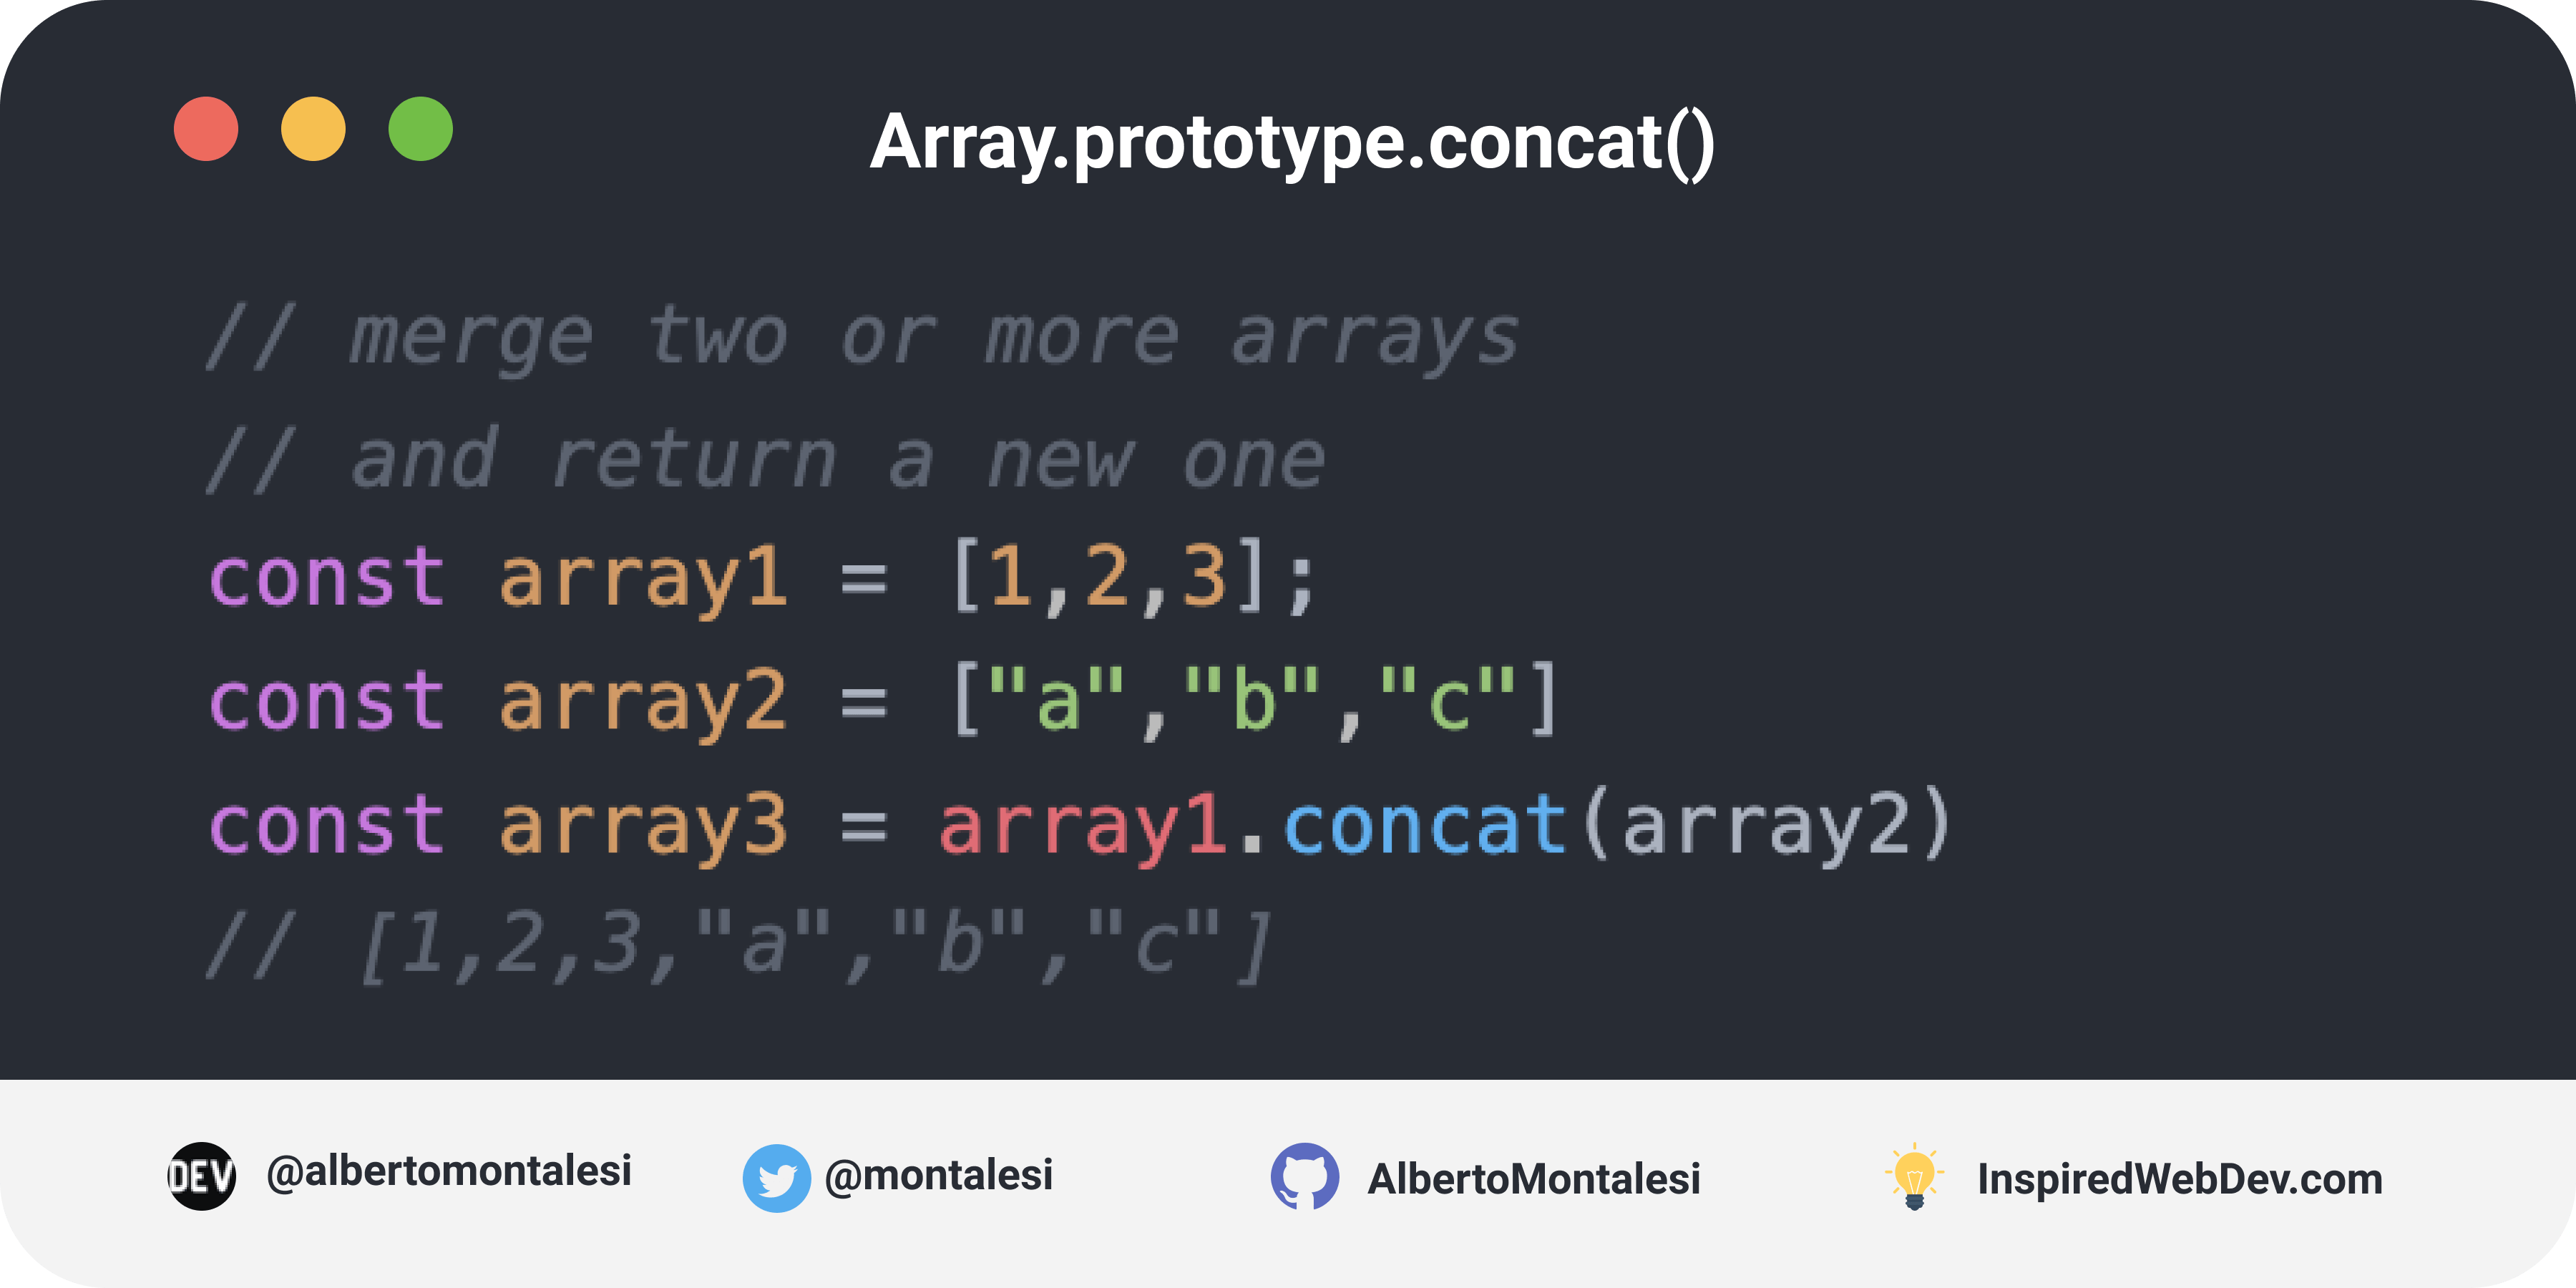 Array.prototype.concat()
// merge two or more arrays
// and return a new one
const array1 = [1,2,3];
const array2 = ["a","b","c"]
const array3 = array1.concat(array2)
// [1,2,3,"a","b","c"]
DEV @albertomontalesi @montalesi AlbertoMontalesi InspiredWebDev.com